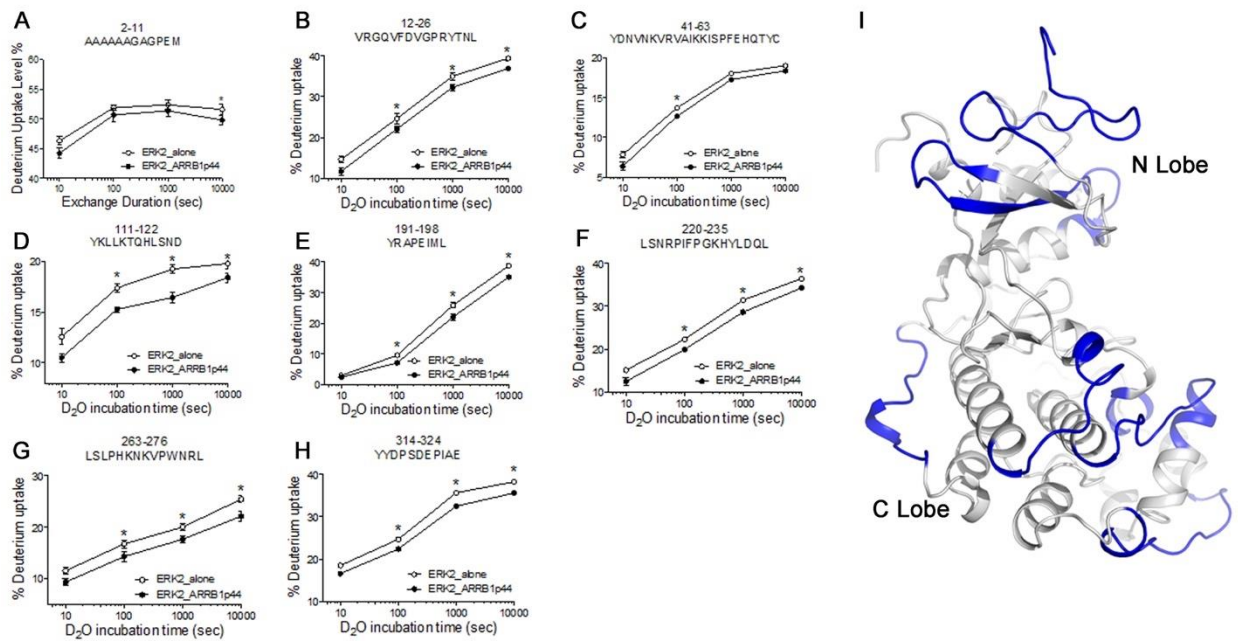 A
2-11
AAAAAAGAGPEM
Deuterium Uptake Level %
60
55
50
45
40
ERK2_alone
ERK2_ARRB1p44
10
100
1000
10000
Exchange Duration (sec)
*
B
12-26
VRGQVFDVGPRYTNL
% Deuterium uptake
40
30
20
10
* * * 
ERK2_alone
ERK2_ARRB1p44
10
100
1000
10000
D2O incubation time (sec)
C
41-63
YDNVNKVRVAIKKISPFEHQTYC
% Deuterium uptake
20
15
10
5
*
ERK2_alone
ERK2_ARRB1p44
10
100
1000
10000
D2O incubation time (sec)
D
111-122
YKLLKTQHLSND
% Deuterium uptake
20
15
10
* * *
ERK2_alone
ERK2_ARRB1p44
10
100
1000
10000
D2O incubation time (sec)
E
191-198
YRAPEIML
% Deuterium uptake
40
30
20
10
0
* * *
ERK2_alone
ERK2_ARRB1p44
10
100
1000
10000
D2O incubation time (sec)
F
220-235
LSNRPIFPGKHYLDQL
% Deuterium uptake
40
30
20
10
* * *
ERK2_alone
ERK2_ARRB1p44
10
100
1000
10000
D2O incubation time (sec)
G
263-276
LSLPHKNKVPWNRL
% Deuterium uptake
30
20
10
* * *
ERK2_alone
ERK2_ARRB1p44
10
100
1000
10000
D2O incubation time (sec)
H
314-324
YYDPSDEPIAE
% Deuterium uptake
40
30
20
10
* * *
ERK2_alone
ERK2_ARRB1p44
10
100
1000
10000
D2O incubation time (sec)
I
N Lobe
C Lobe